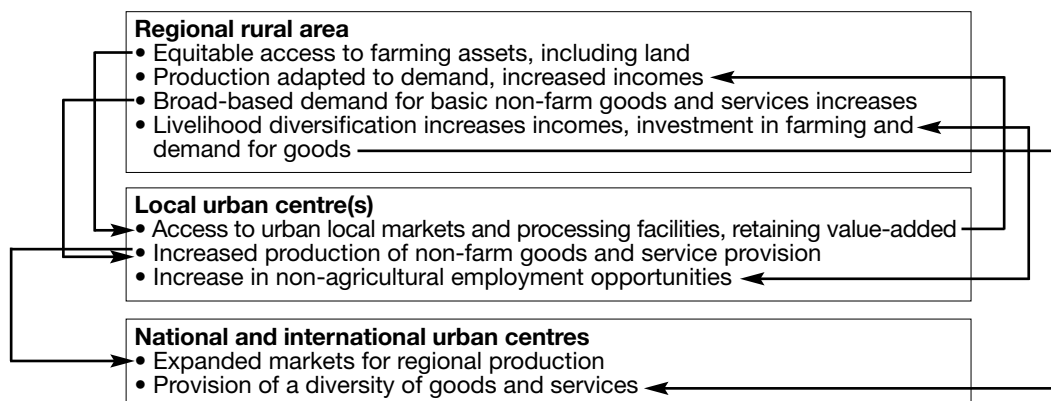 Regional rural area
• Equitable access to farming assets, including land
• Production adapted to demand, increased incomes
• Broad-based demand for basic non-farm goods and services increases
• Livelihood diversification increases incomes, investment in farming and
demand for goods
Local urban centre(s)
• Access to urban local markets and processing facilities, retaining value-added
• Increased production of non-farm goods and service provision
• Increase in non-agricultural employment opportunities
National and international urban centres
• Expanded markets for regional production
• Provision of a diversity of goods and services